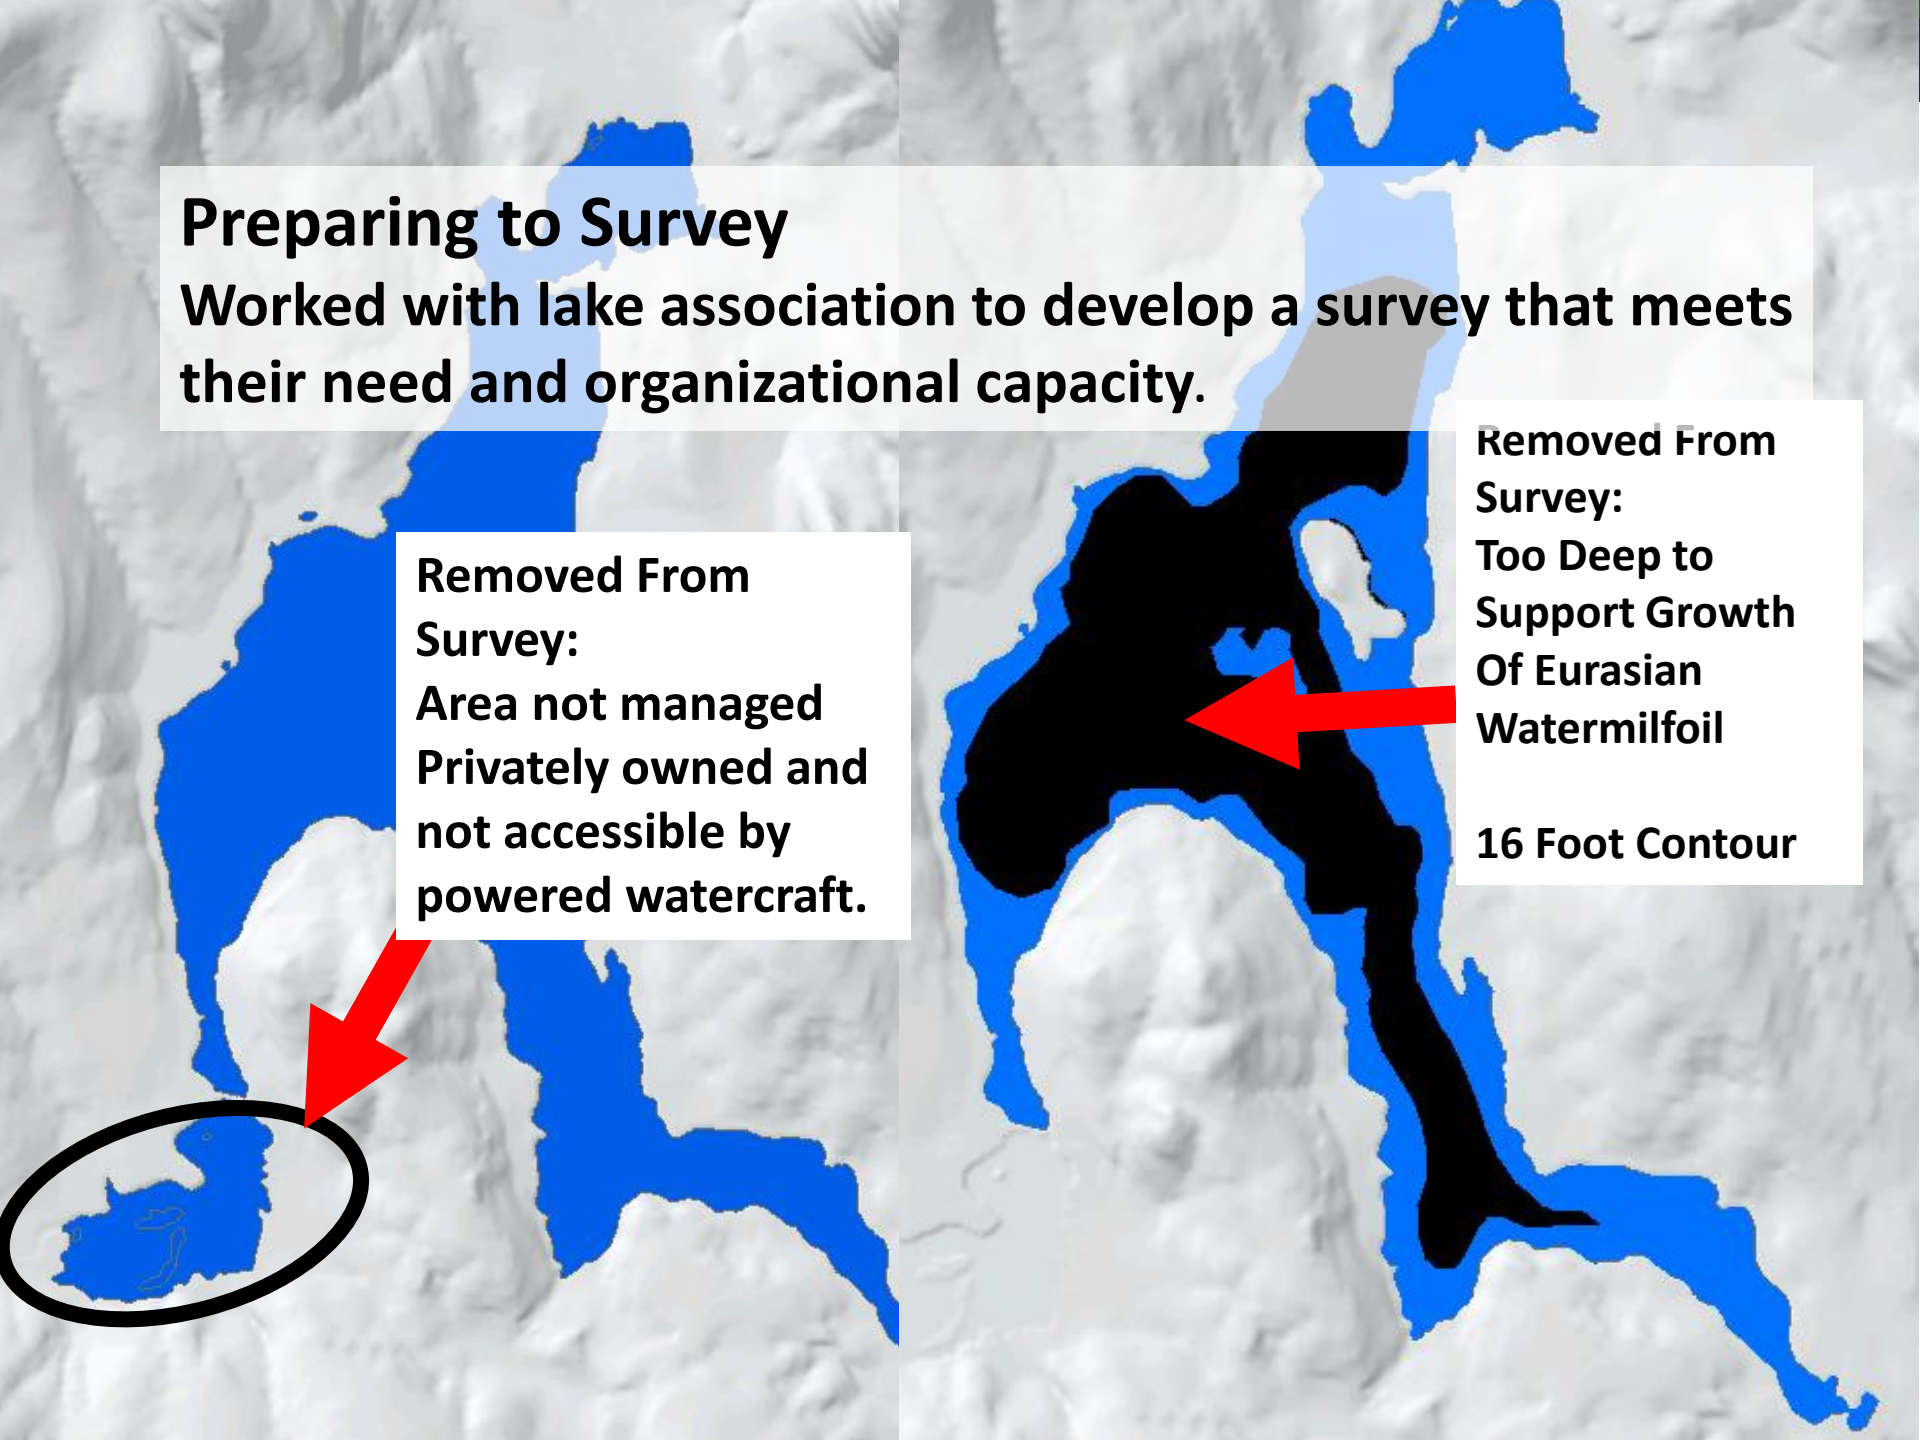 Preparing to Survey
Worked with lake association to develop a survey that meets
their need and organizational capacity.
Removed From
Survey:
Area not managed
Privately owned and
not accessible by
powered watercraft.
Removed From
Survey:
Too Deep to
Support Growth
Of Eurasian
Watermilfoil
16 Foot Contour